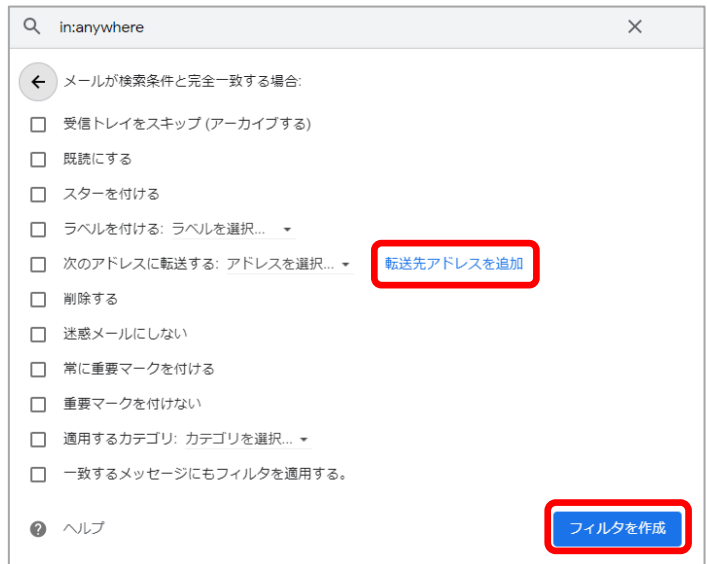 in:anywhere
メールが検索条件と完全一致する場合:
受信トレイをスキップ (アーカイブする)
既読にする
スターを付ける
ラベルを付ける: ラベルを選択...
次のアドレスに転送する: アドレスを選択... 転送先アドレスを追加
削除する
迷惑メールにしない
常に重要マークを付ける
重要マークを付けない
適用するカテゴリ: カテゴリを選択...
一致するメッセージにもフィルタを適用する。
ヘルプ フィルタを作成